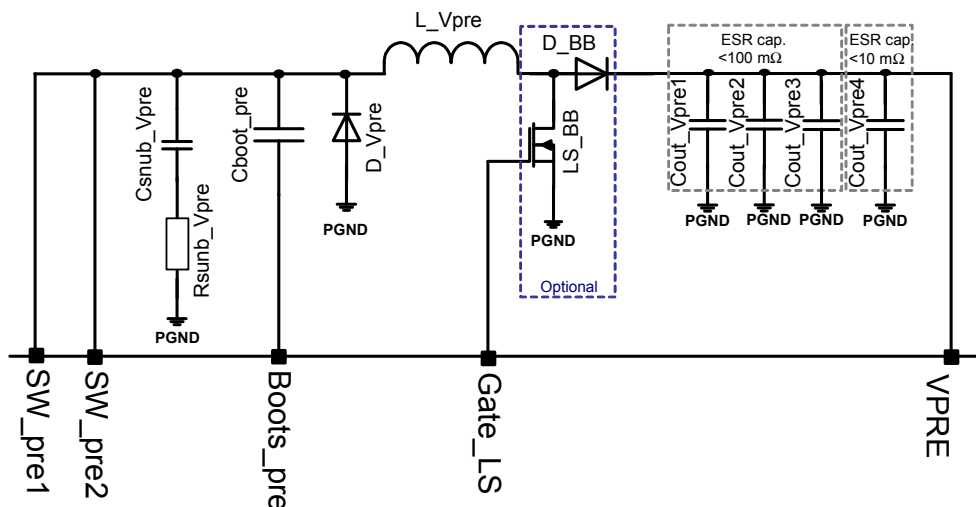 L_Vpre
D_BB
ESR cap.
<100 mΩ
ESR cap
<10 mΩ
Csnub_Vpre
Rsunb_Vpre
PGND
Cboot_pre
D_Vpre
PGND
LS_BB
PGND
Optional
Cout_Vpre1
PGND
Cout_Vpre2
PGND
Cout_Vpre3
PGND
Cout_Vpre4
PGND
SW_pre1
SW_pre2
Boots_pre
Gate_LS
VPRE